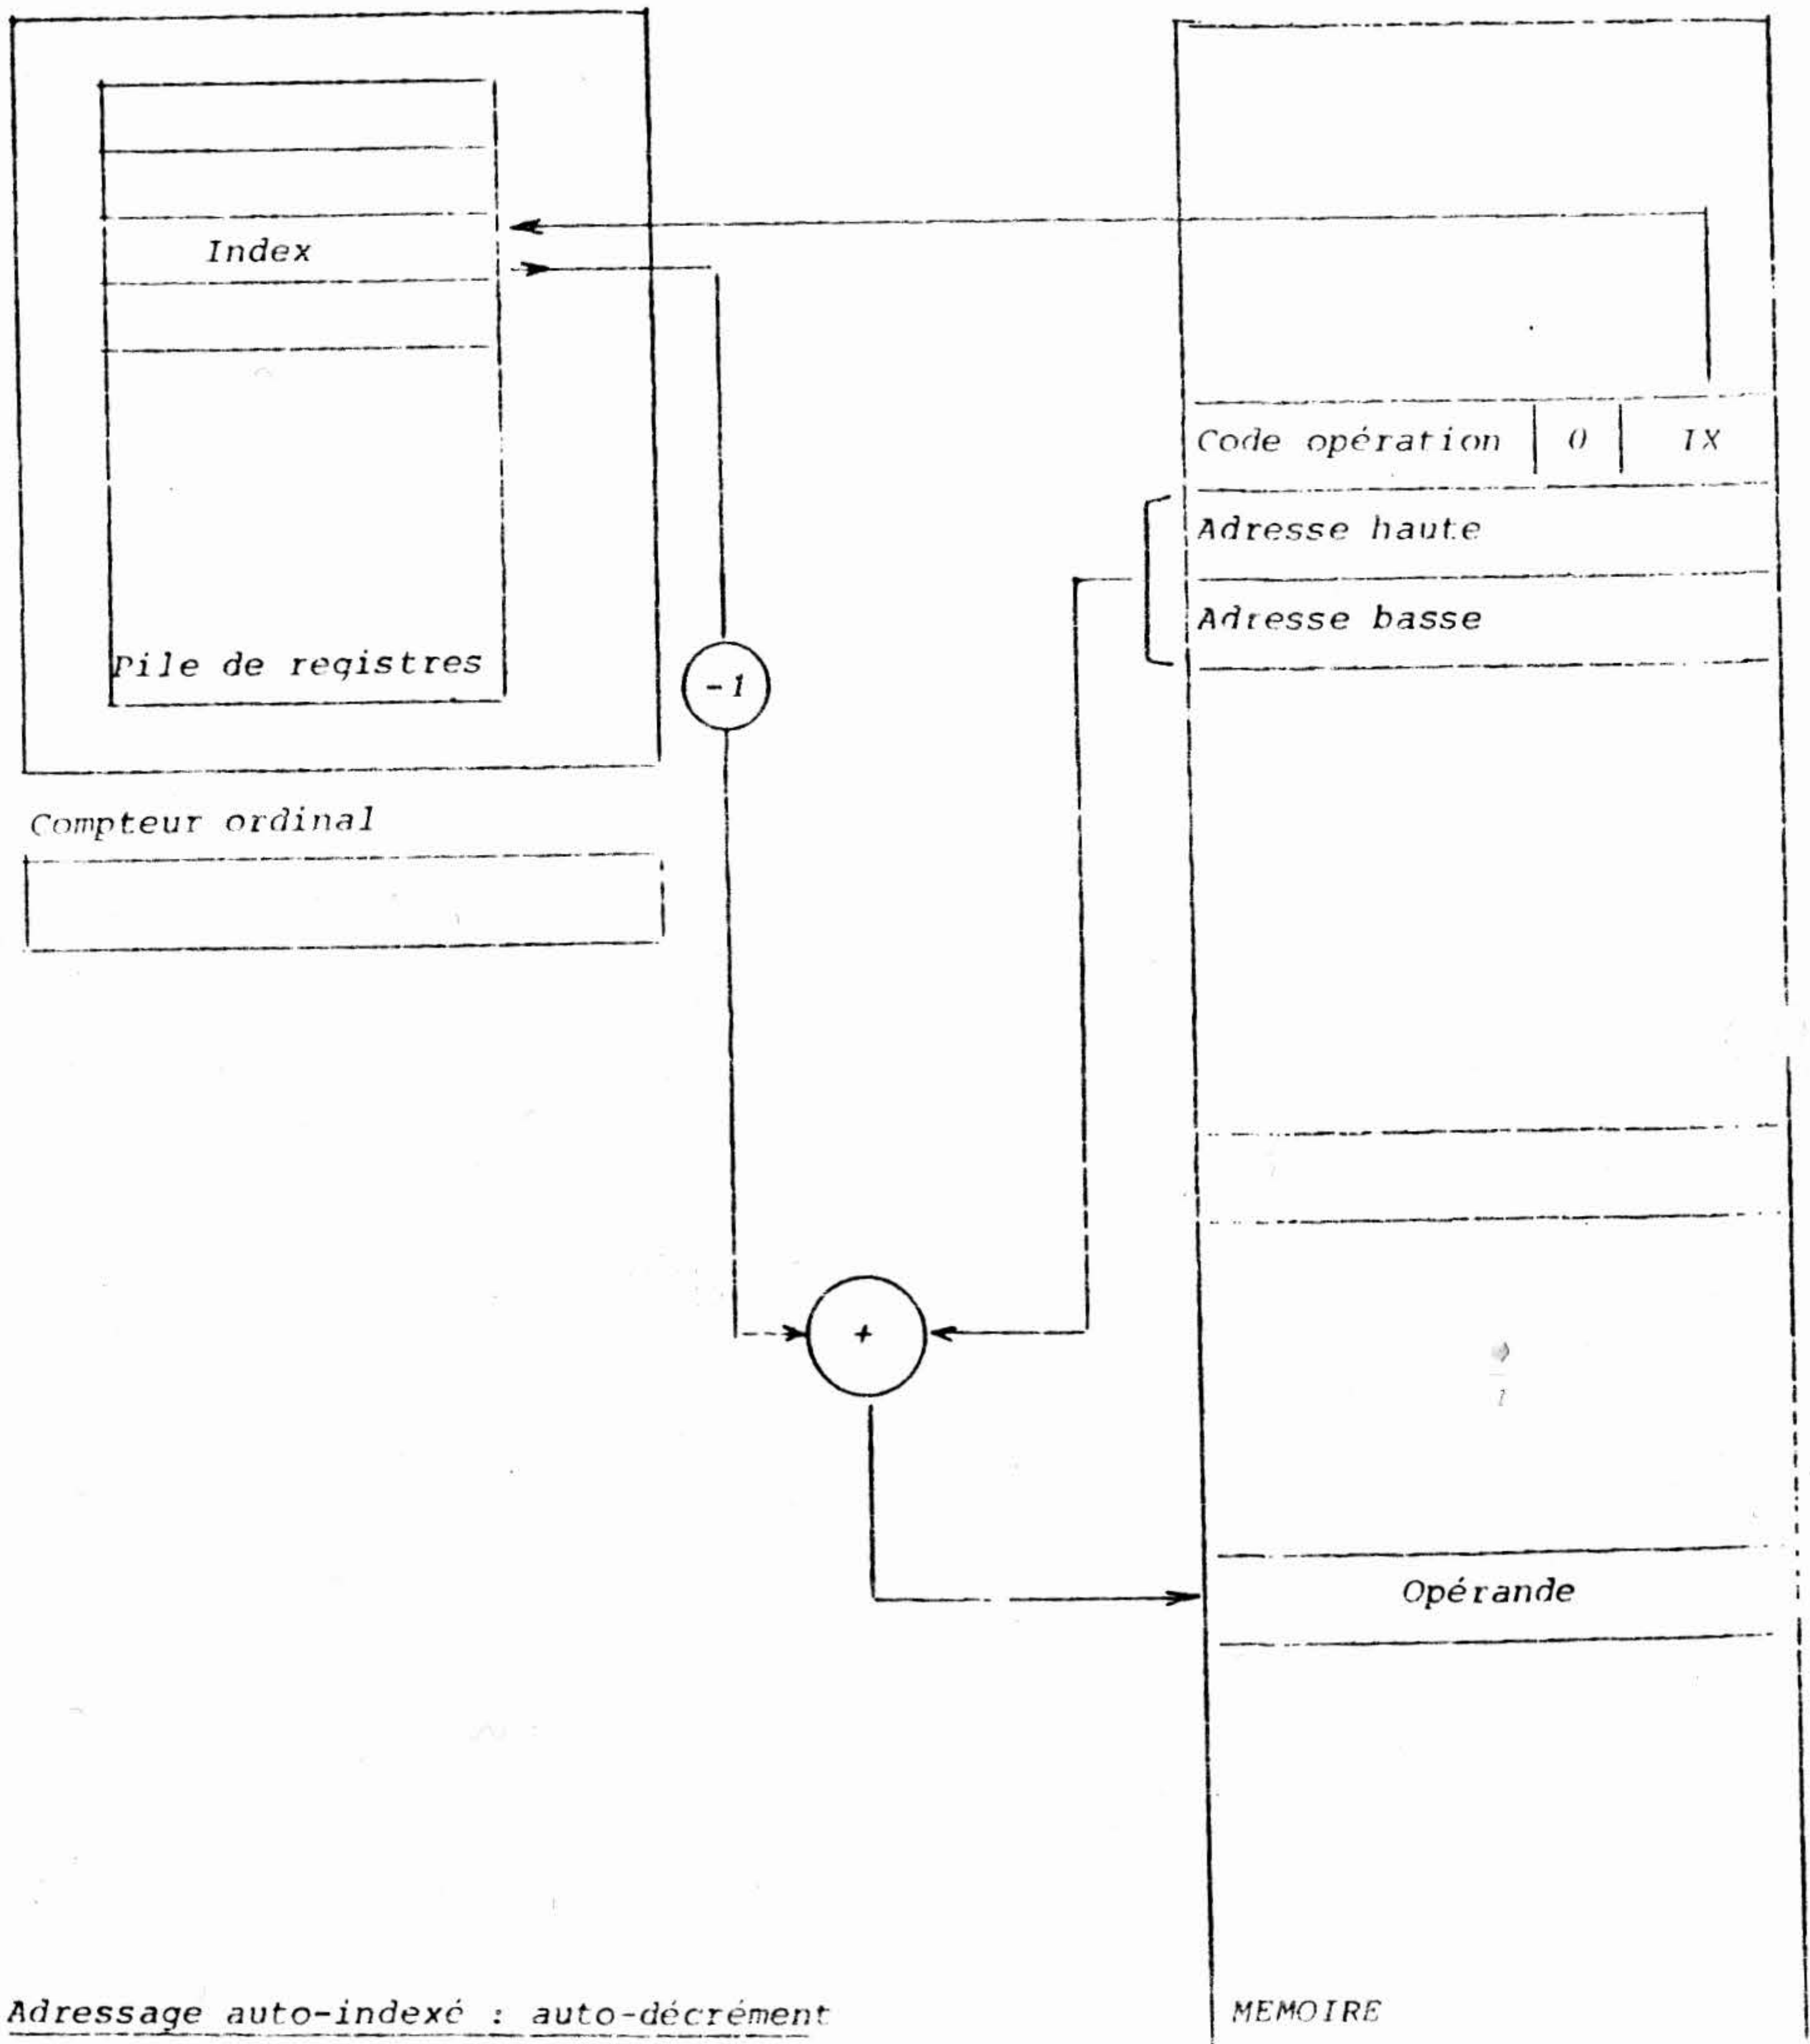 Index
Pile de registres
-1
Compteur ordinal
Code opération 0 IX
Adresse haute
Adresse basse
+
Opérande
Adressage auto-indexé : auto-décrément
MEMOIRE